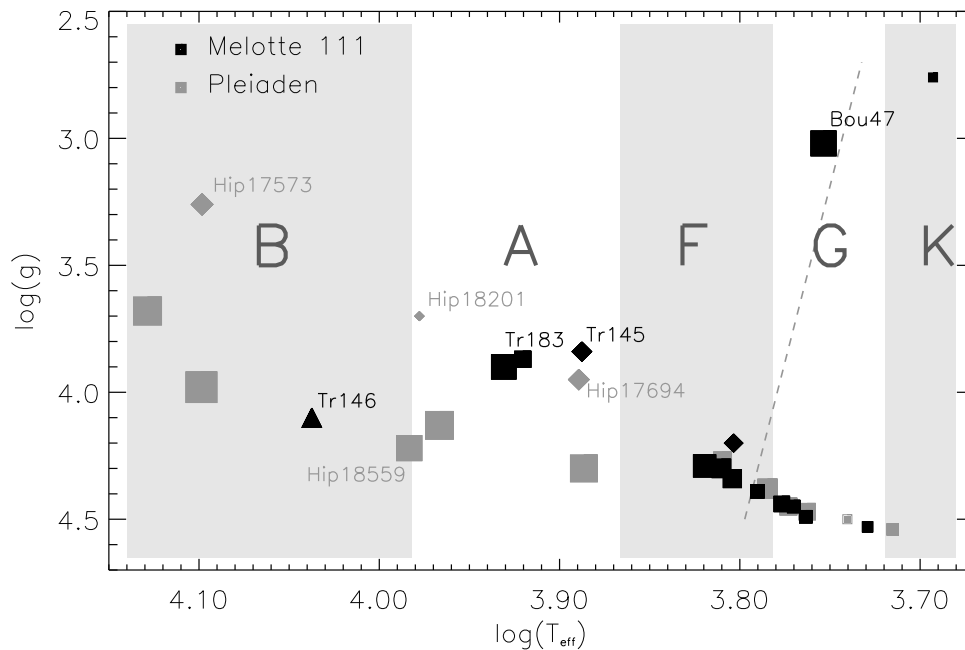 2.5
Melotte 111
Pleiaden
Bou47
3.0
Hip17573
B
A
F
G
K
3.5
Hip18201
Tr183
Tr145
Hip17694
4.0
Tr146
Hip18559
4.5
log(g)
4.10
4.00
3.90
3.80
3.70
log(Teff)